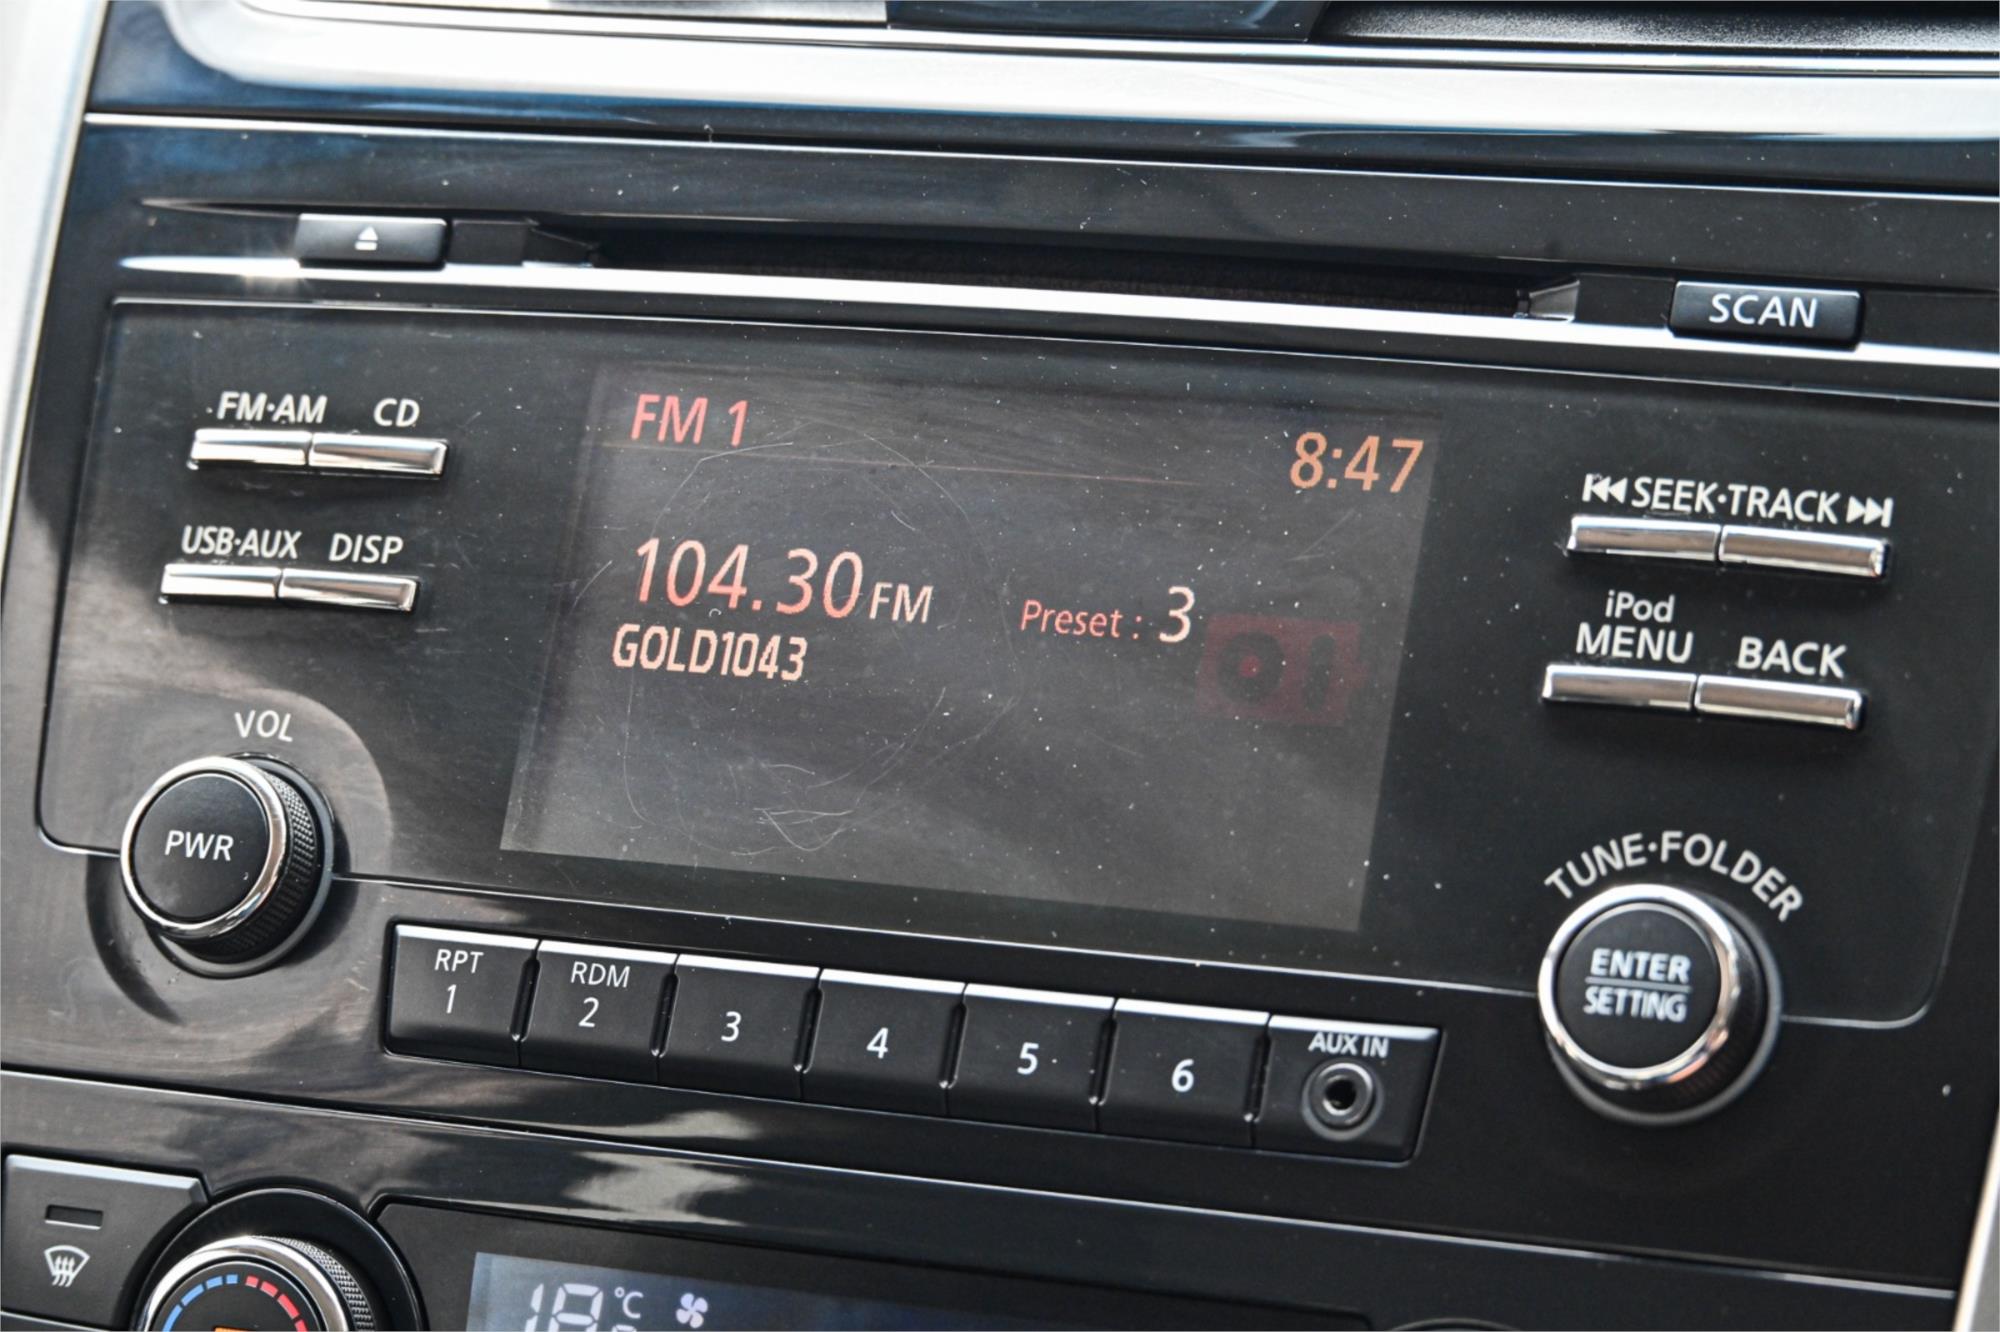 SCAN
FM·AM CD
FM 1
8:47
⏮ SEEK·TRACK ⏭
USB·AUX DISP
104.30 FM
Preset : 3
GOLD1043
iPod
MENU BACK
VOL
PWR
TUNE·FOLDER
ENTER
SETTING
RPT
1
RDM
2
3
4
5
6
AUX IN
18 °C